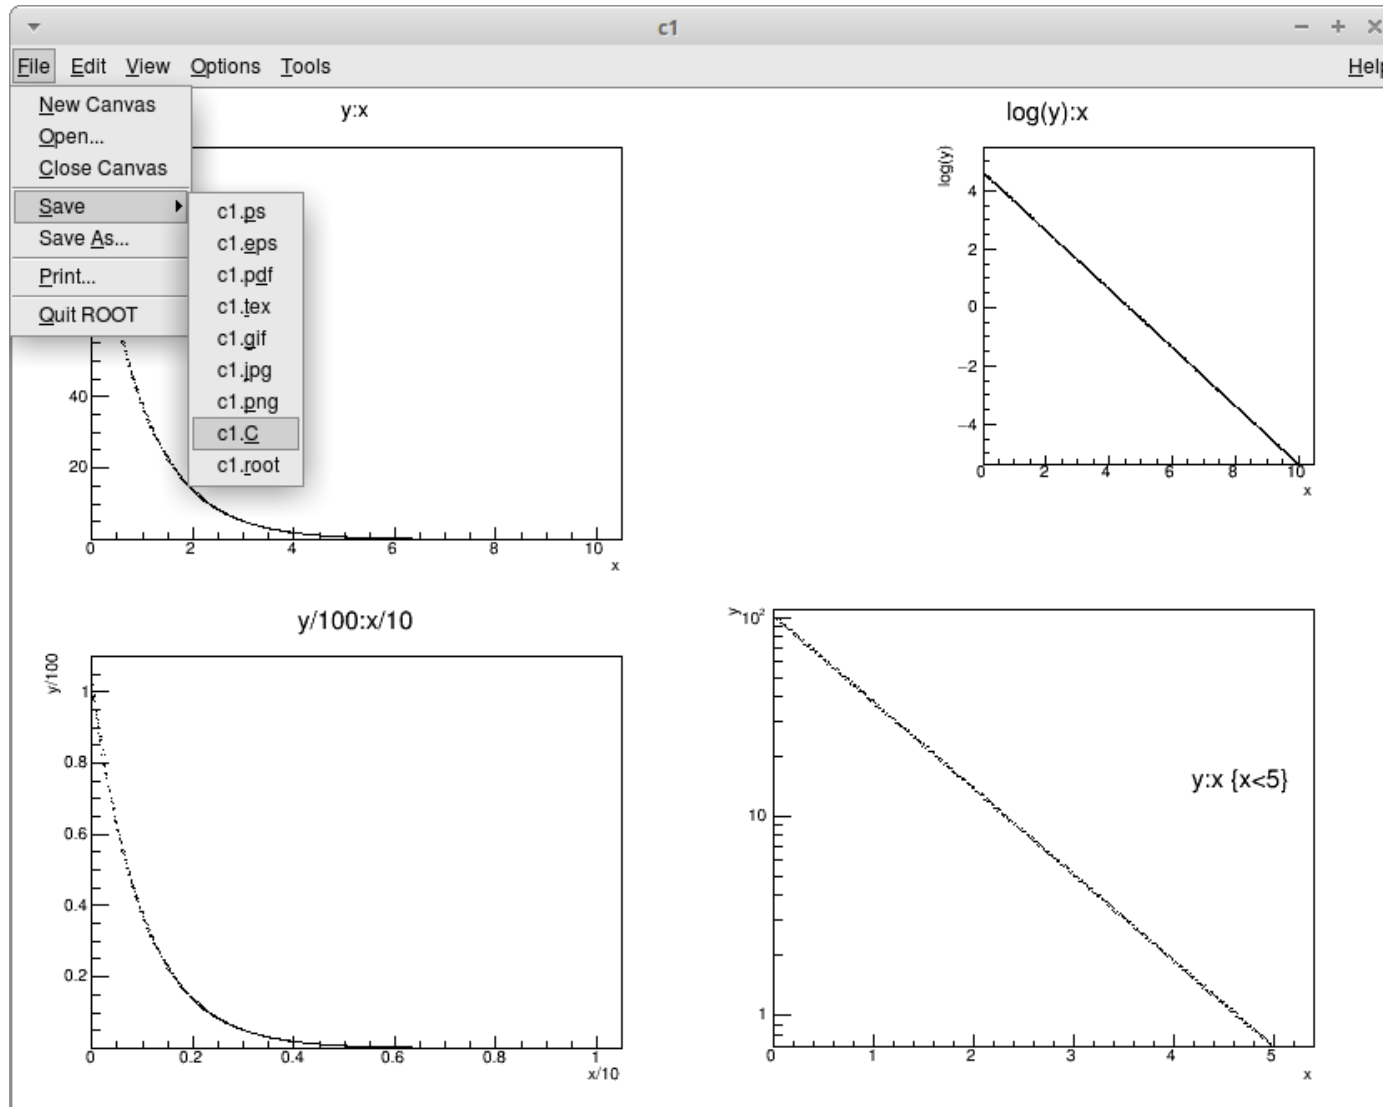 c1
File Edit View Options Tools Help
New Canvas
Open...
Close Canvas
Save
Save As...
Print...
Quit ROOT
c1.ps
c1.eps
c1.pdf
c1.tex
c1.gif
c1.jpg
c1.png
c1.C
c1.root
y:x
40
20
0 2 4 6 8 10
x
log(y):x
log(y)
4
2
0
−2
−4
0 2 4 6 8 10
x
y/100:x/10
y/100
1
0.8
0.6
0.4
0.2
0 0.2 0.4 0.6 0.8 1
x/10
y
10²
10
1
y:x {x<5}
0 1 2 3 4 5
x